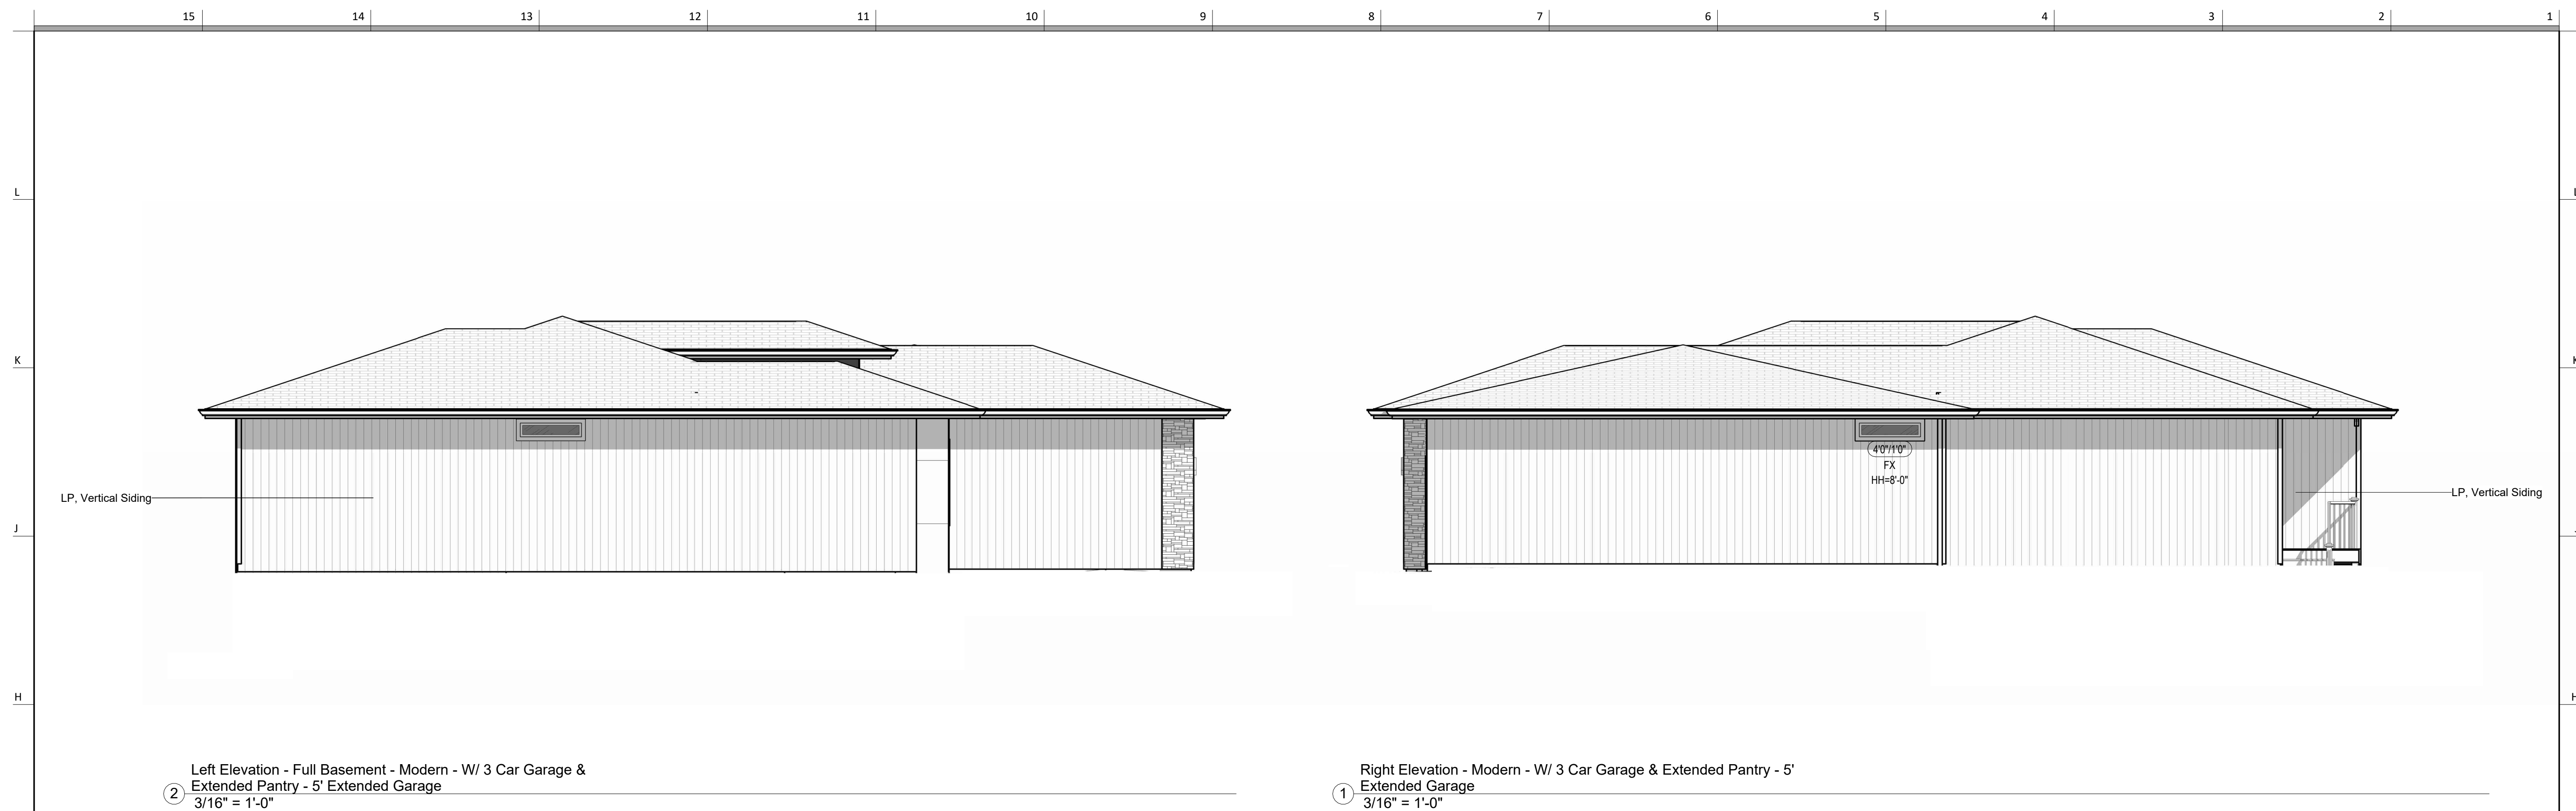 15 14 13 12 11 10 9 8 7 6 5 4 3 2 1
L
K K
4'0"/1'0"
FX
HH=8'-0"
LP, Vertical Siding LP, Vertical Siding
J
H H
Left Elevation - Full Basement - Modern - W/ 3 Car Garage &
Extended Pantry - 5' Extended Garage
2
3/16" = 1'-0"
Right Elevation - Modern - W/ 3 Car Garage & Extended Pantry - 5'
Extended Garage
1
3/16" = 1'-0"